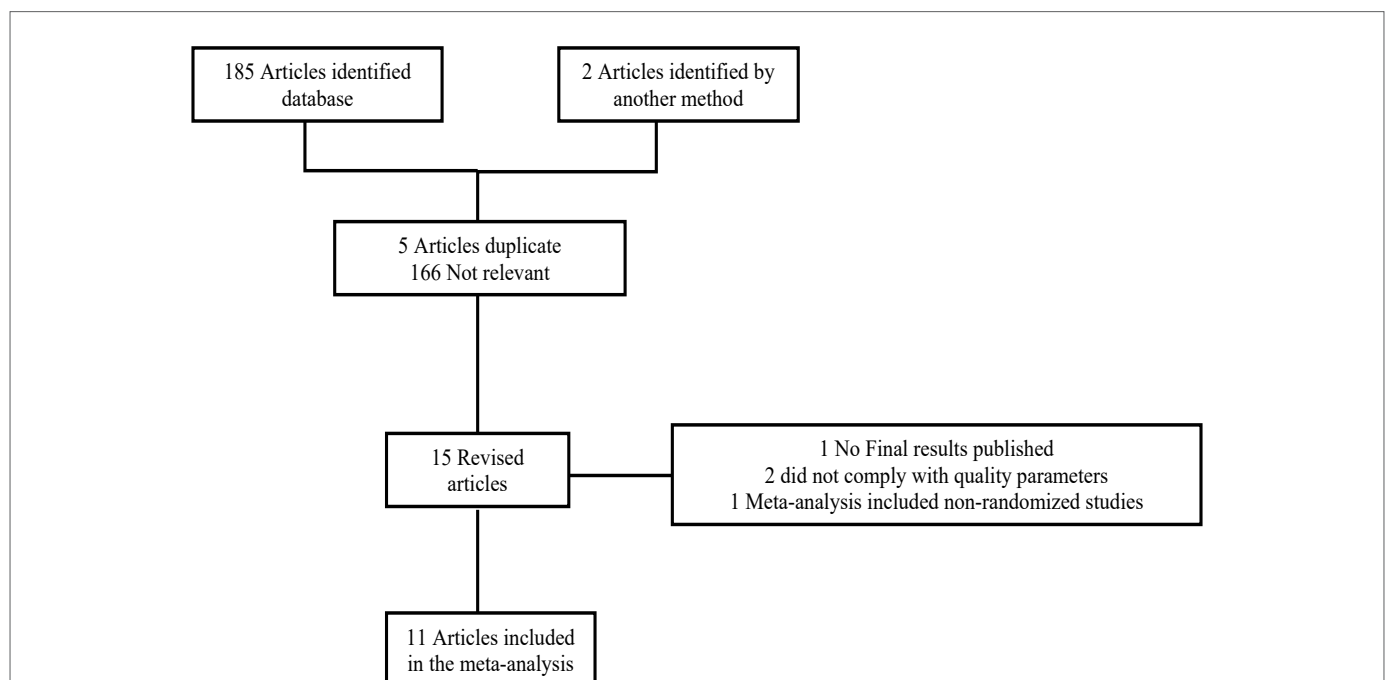 185 Articles identified
database
2 Articles identified by
another method
5 Articles duplicate
166 Not relevant
15 Revised
articles
1 No Final results published
2 did not comply with quality parameters
1 Meta-analysis included non-randomized studies
11 Articles included
in the meta-analysis